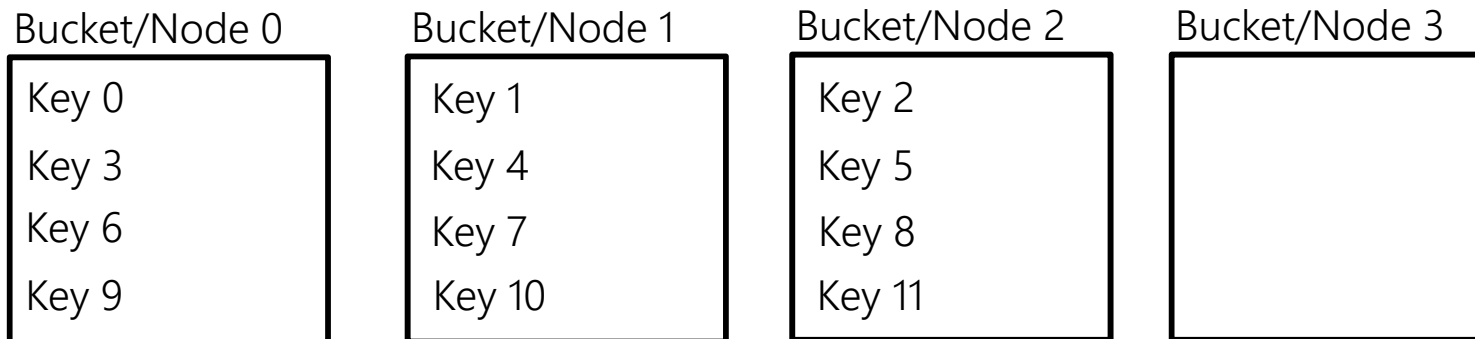 Bucket/Node 0
Key 0
Key 3
Key 6
Key 9
Bucket/Node 1
Key 1
Key 4
Key 7
Key 10
Bucket/Node 2
Key 2
Key 5
Key 8
Key 11
Bucket/Node 3